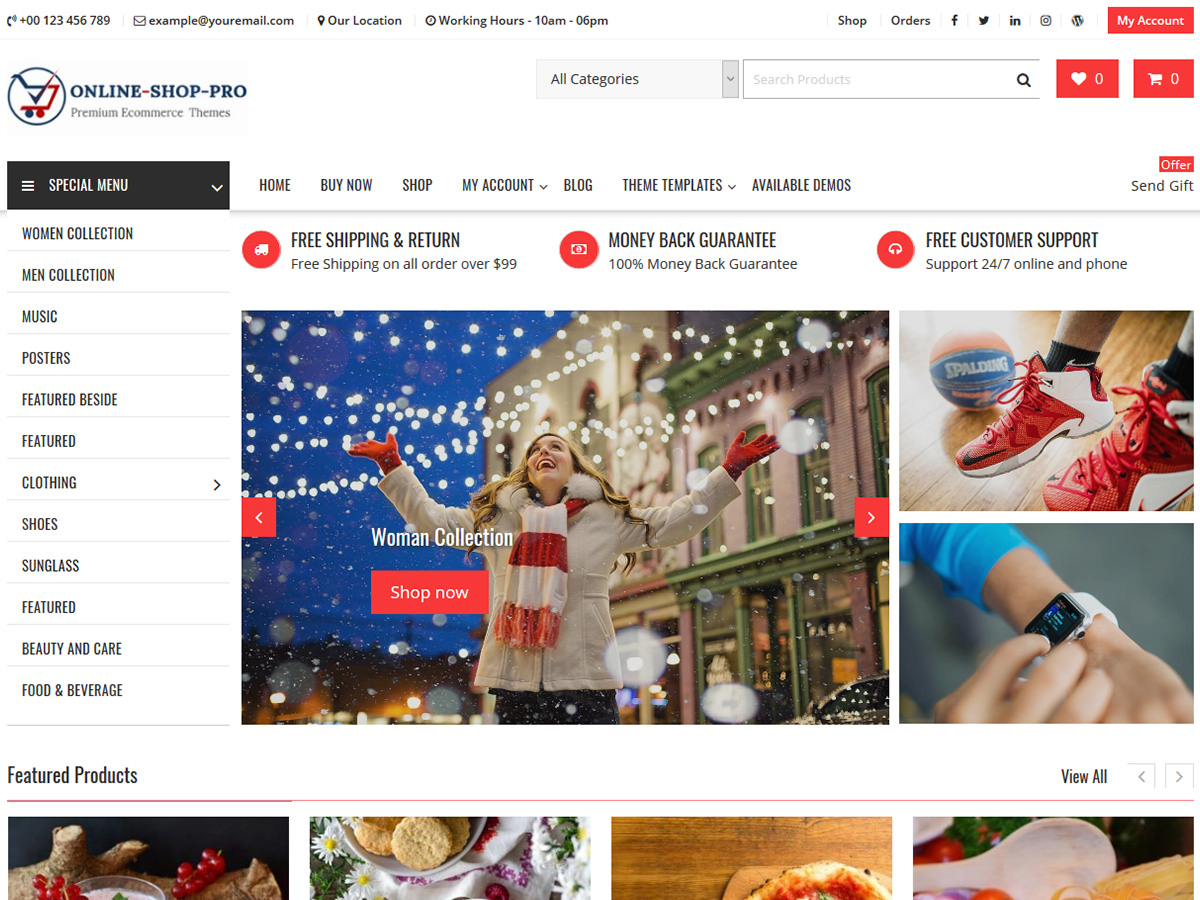 +00 123 456 789 example@youremail.com Our Location Working Hours - 10am - 06pm Shop Orders My Account
ONLINE-SHOP-PRO
Premium Ecommerce Themes
All Categories Search Products 0 0
SPECIAL MENU HOME BUY NOW SHOP MY ACCOUNT BLOG THEME TEMPLATES AVAILABLE DEMOS
Offer
Send Gift
WOMEN COLLECTION
MEN COLLECTION
MUSIC
POSTERS
FEATURED BESIDE
FEATURED
CLOTHING
SHOES
SUNGLASS
FEATURED
BEAUTY AND CARE
FOOD & BEVERAGE
FREE SHIPPING & RETURN
Free Shipping on all order over $99
MONEY BACK GUARANTEE
100% Money Back Guarantee
FREE CUSTOMER SUPPORT
Support 24/7 online and phone
Woman Collection
Shop now
SPALDING
Featured Products View All